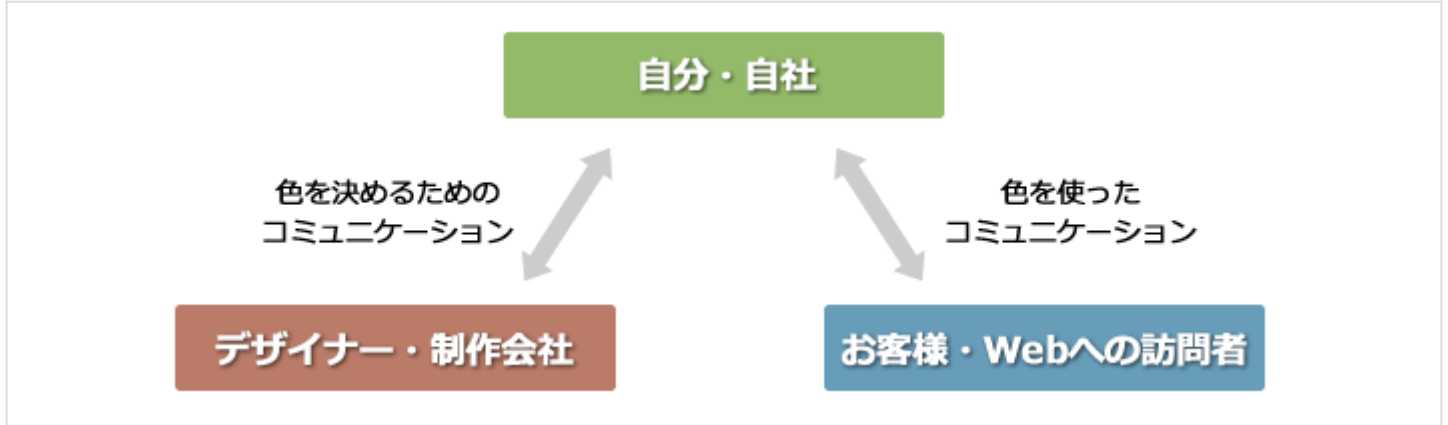 自分・自社
色を決めるための
コミュニケーション
色を使った
コミュニケーション
デザイナー・制作会社
お客様・Webへの訪問者